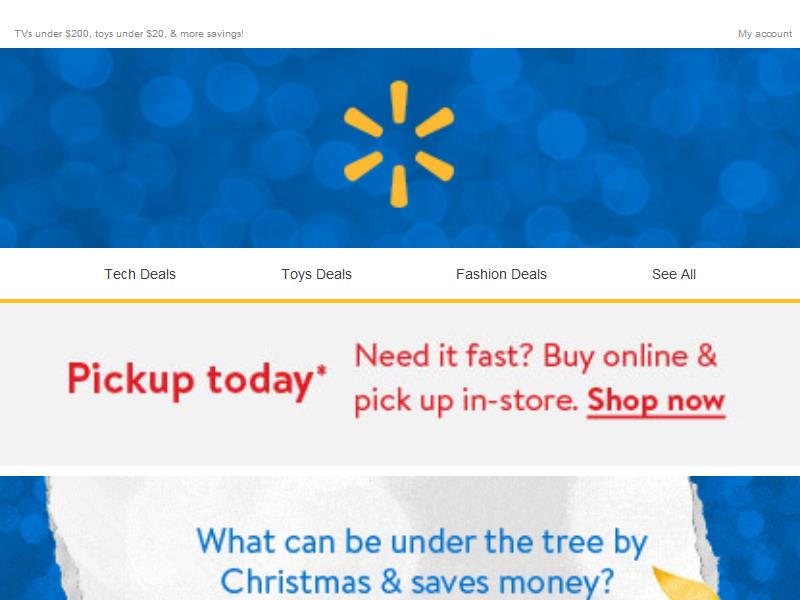 TVs under $200, toys under $20, & more savings!
My account
Tech Deals
Toys Deals
Fashion Deals
See All
Pickup today*
Need it fast? Buy online &
pick up in-store. Shop now
What can be under the tree by
Christmas & saves money?